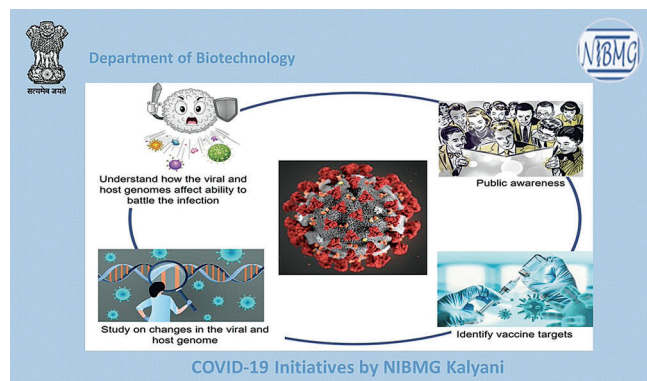 Department of Biotechnology
NIBMG
सत्यमेव जयते
Understand how the viral and
host genomes affect ability to
battle the infection
Public awareness
Study on changes in the viral and
host genome
Identify vaccine targets
COVID-19 Initiatives by NIBMG Kalyani